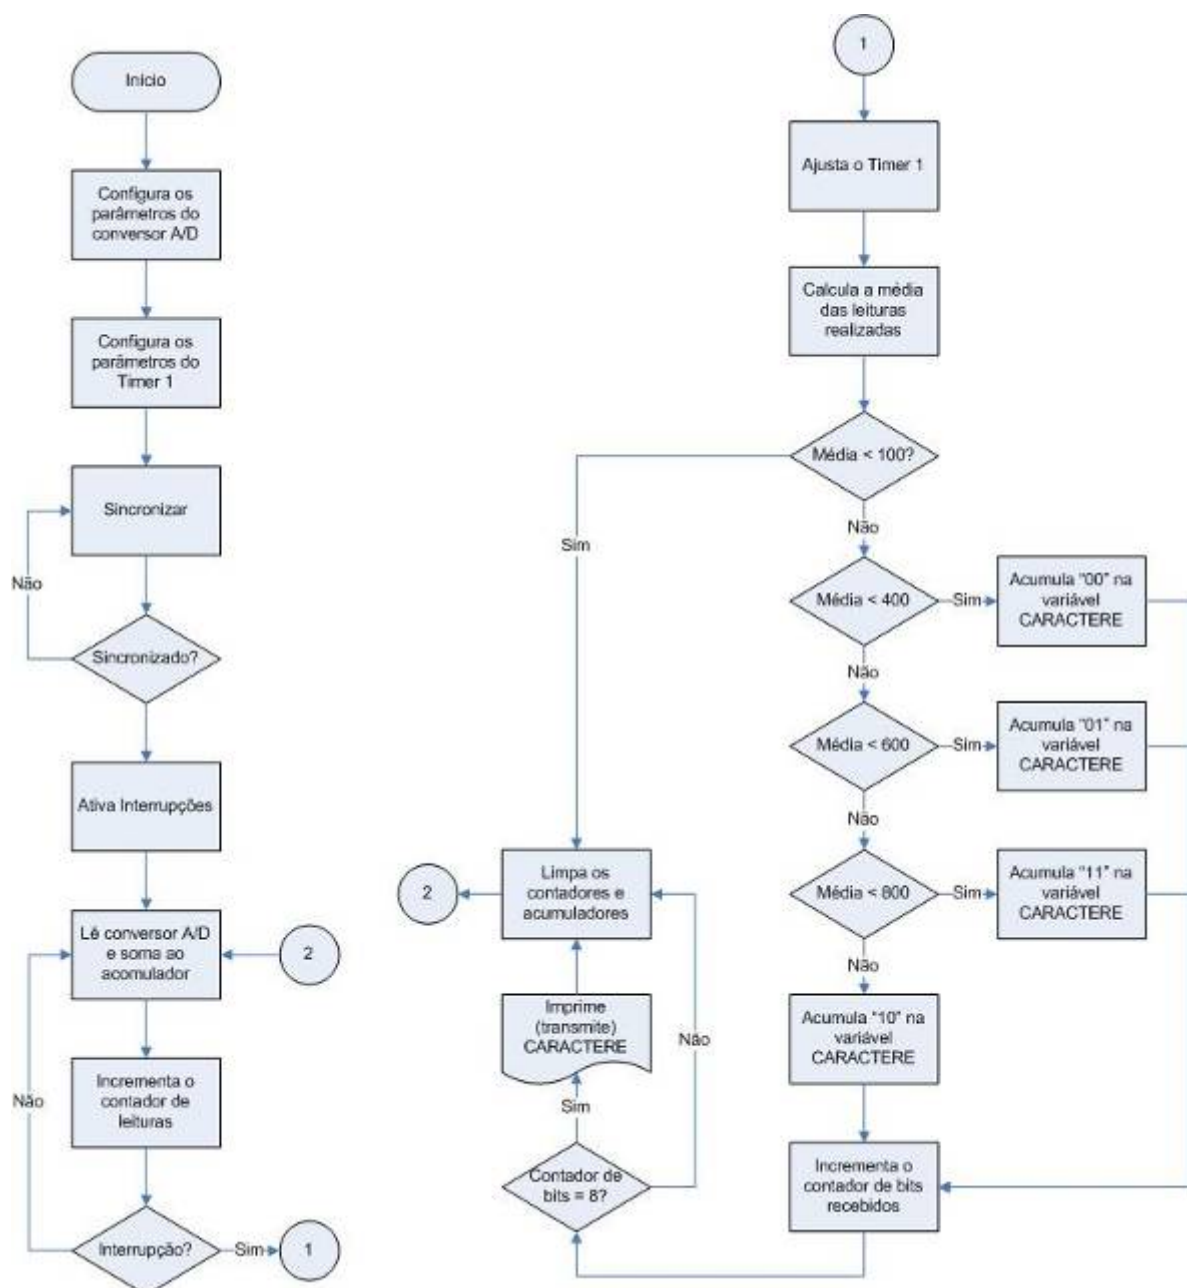 Início
Configura os
parâmetros do
conversor A/D
Configura os
parâmetros do
Timer 1
Sincronizar
Não
Sincronizado?
Ativa Interrupções
Lê conversor A/D
e soma ao
acomulador
2
Incrementa o
contador de
leituras
Não
Interrupção?
Sim
1
1
Ajusta o Timer 1
Calcula a média
das leituras
realizadas
Média < 100?
Sim
Não
Média < 400
Sim
Acumula "00" na
variável
CARACTERE
Não
Média < 600
Sim
Acumula "01" na
variável
CARACTERE
Não
Média < 800
Sim
Acumula "11" na
variável
CARACTERE
Não
Acumula "10" na
variável
CARACTERE
Incrementa o
contador de bits
recebidos
Contador de
bits = 8?
Sim
Não
Imprime
(transmite)
CARACTERE
Limpa os
contadores e
acumuladores
2